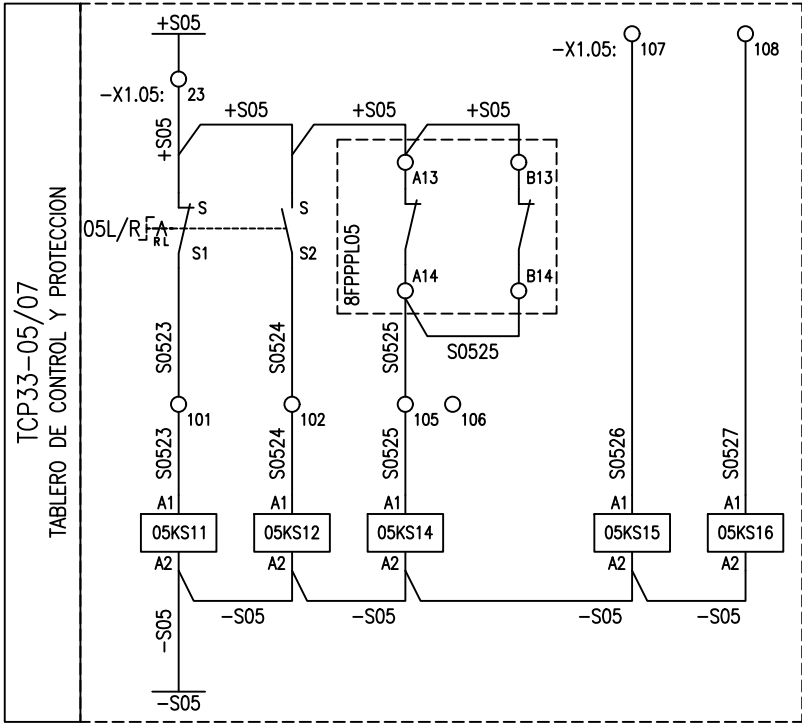 TCP33-05/07
TABLERO DE CONTROL Y PROTECCION
+S05
-X1.05:
23
+S05
+S05
+S05
+S05
-X1.05:
107
108
A13
B13
05L/R
R L
S
S1
S
S2
8FPPPL05
A14
B14
S0525
S0523
S0524
S0525
101
102
105
106
S0523
S0524
S0525
S0526
S0527
A1
A1
A1
A1
A1
05KS11
05KS12
05KS14
05KS15
05KS16
A2
A2
A2
A2
A2
-S05
-S05
-S05
-S05
-S05
-S05